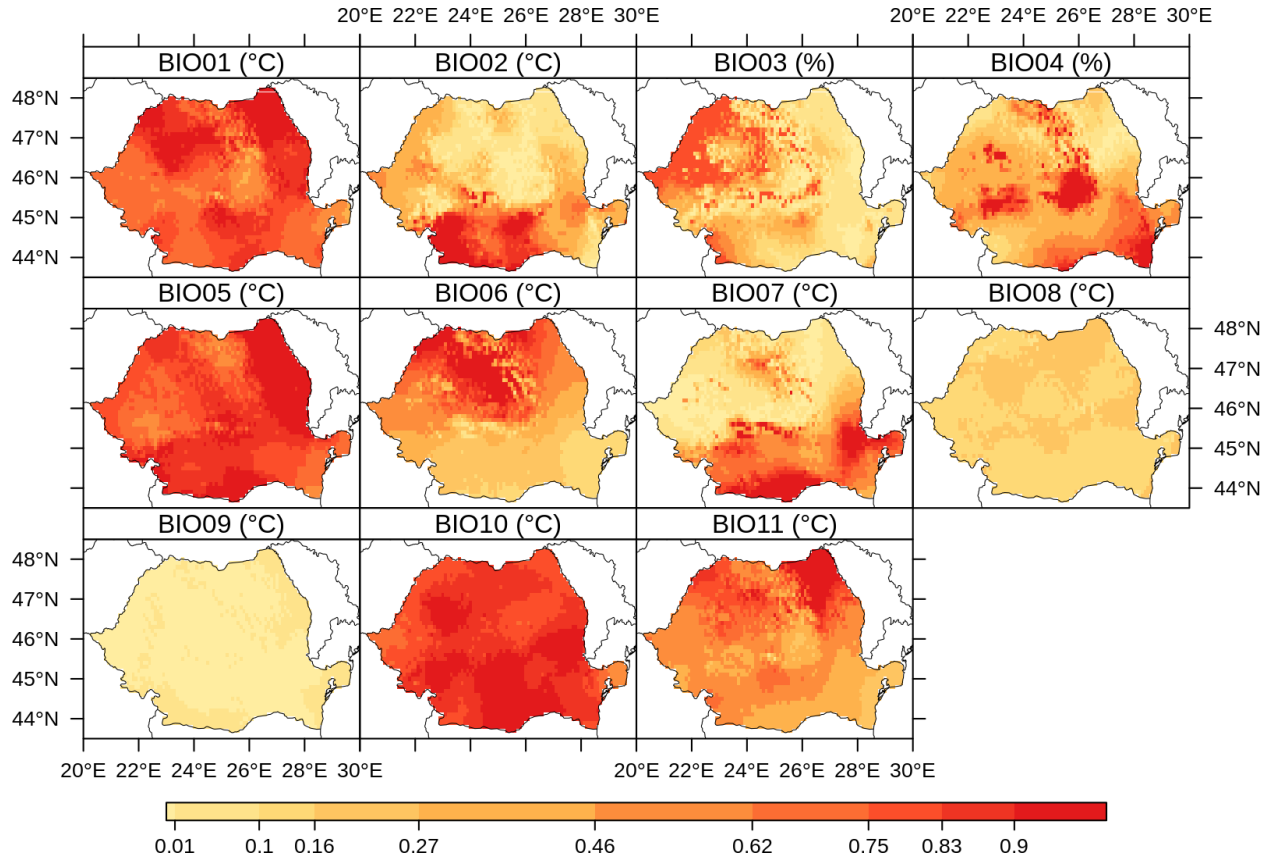 20°E 22°E 24°E 26°E 30°E 20°E 22°E 24°E 26°E 30°E
BIO01 (°C) BIO02 (°C) BIO03 (%) BIO04 (%)
48°N
47°N
46°N
45°N
44°N
BIO05 (°C) BIO06 (°C) BIO07 (°C) BIO08 (°C)
48°N
47°N
46°N
45°N
44°N
BIO09 (°C) BIO10 (°C) BIO11 (°C)
48°N
47°N
46°N
45°N
44°N
20°E 22°E 24°E 26°E 28°E 30°E 20°E 22°E 24°E 26°E 28°E 30°E
0.01 0.1 0.16 0.27 0.46 0.62 0.75 0.83 0.9